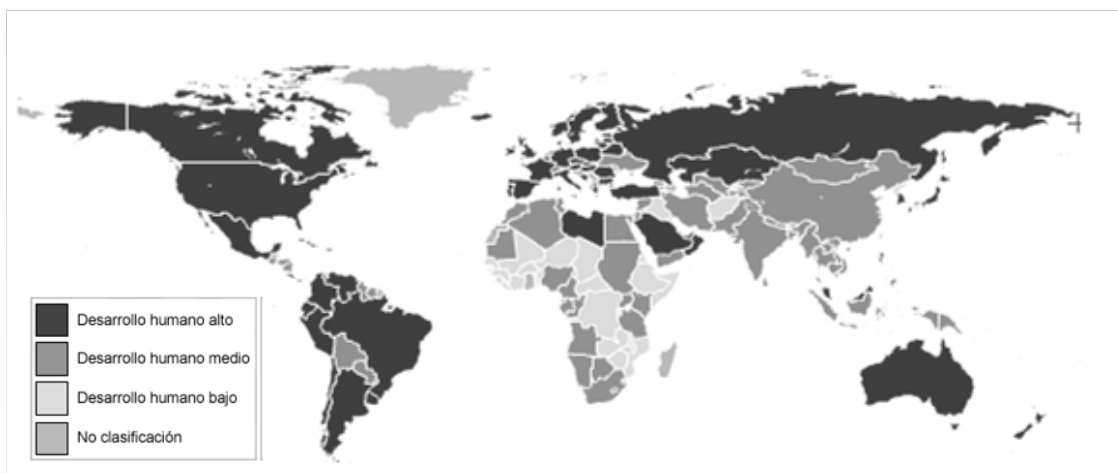 Desarrollo humano alto
Desarrollo humano medio
Desarrollo humano bajo
No clasificación